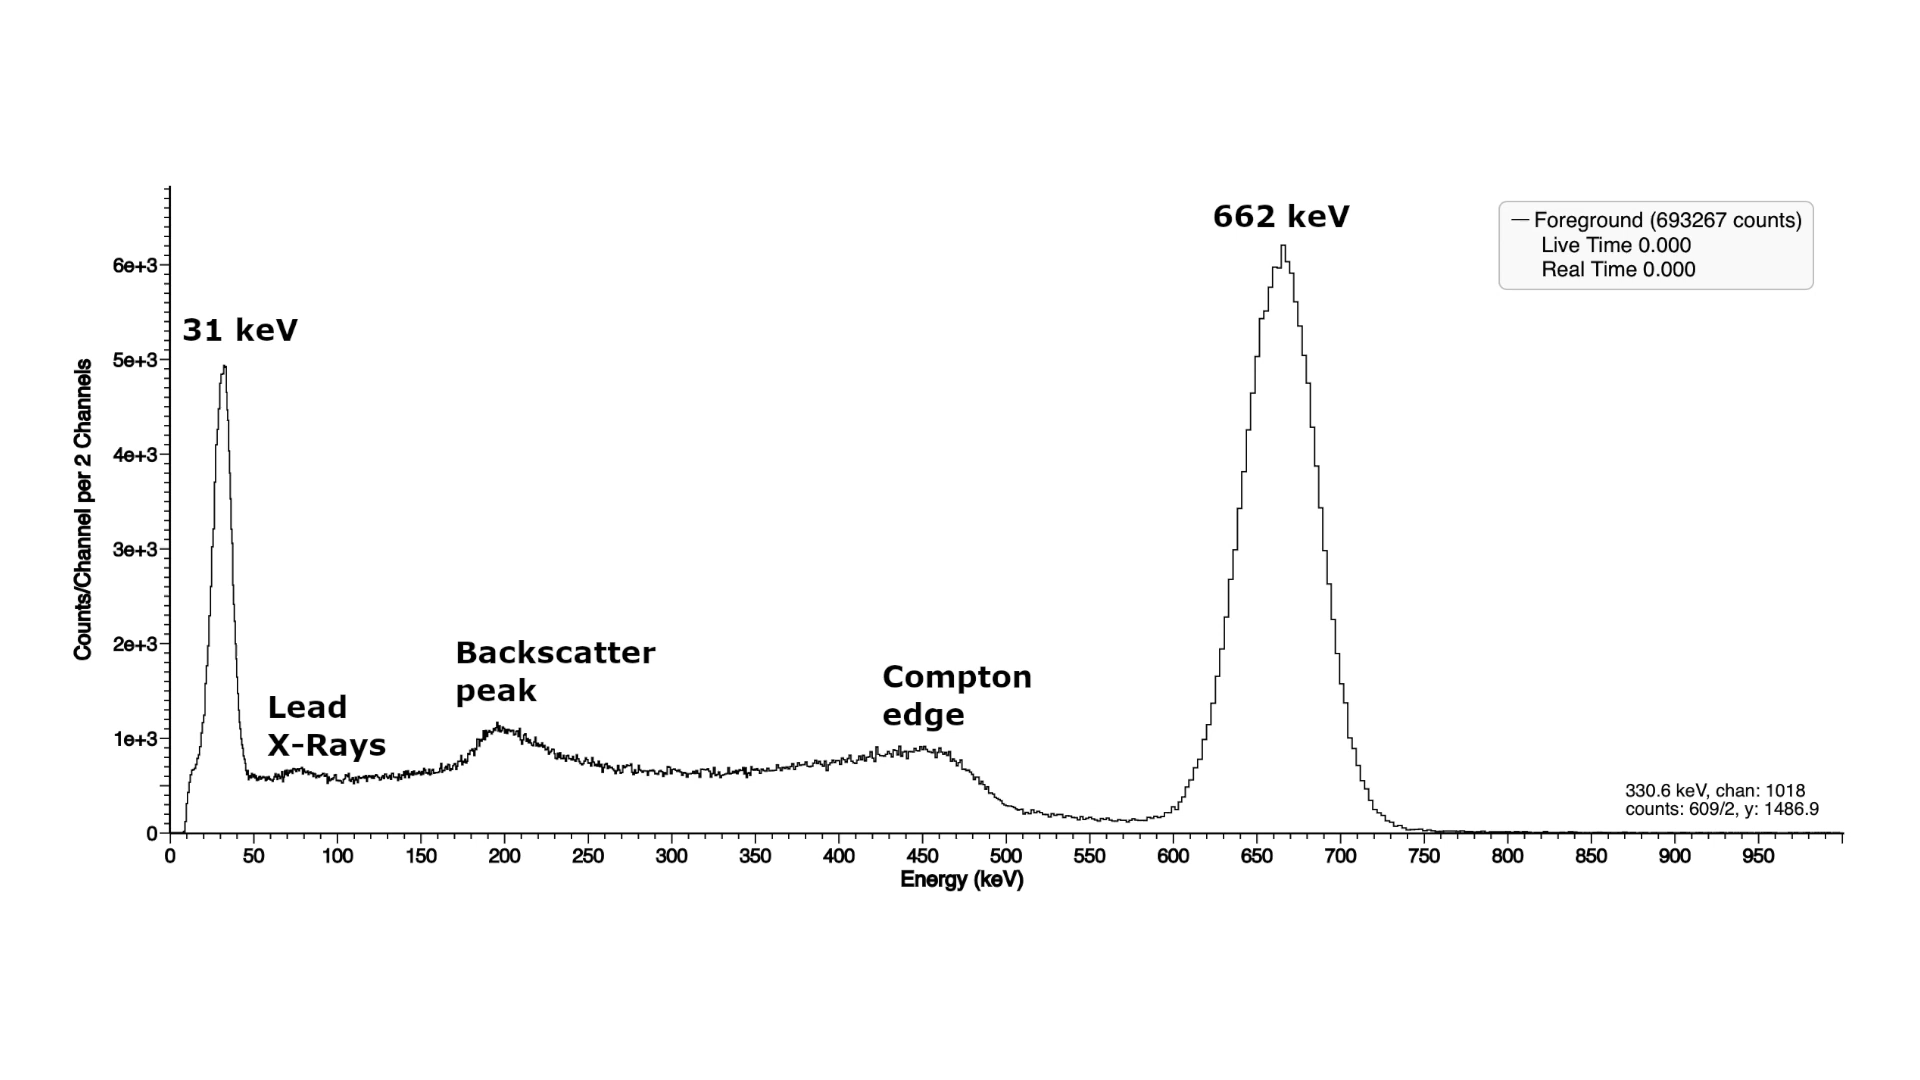 662 keV
— Foreground (693267 counts)
Live Time 0.000
Real Time 0.000
31 keV
Backscatter
peak
Compton
edge
Lead
X-Rays
Counts/Channel per 2 Channels
6e+3
5e+3
4e+3
3e+3
2e+3
1e+3
0
330.6 keV, chan: 1018
counts: 609/2, y: 1486.9
0 50 100 150 200 250 300 350 400 450 500 550 600 650 700 750 800 850 900 950
Energy (keV)